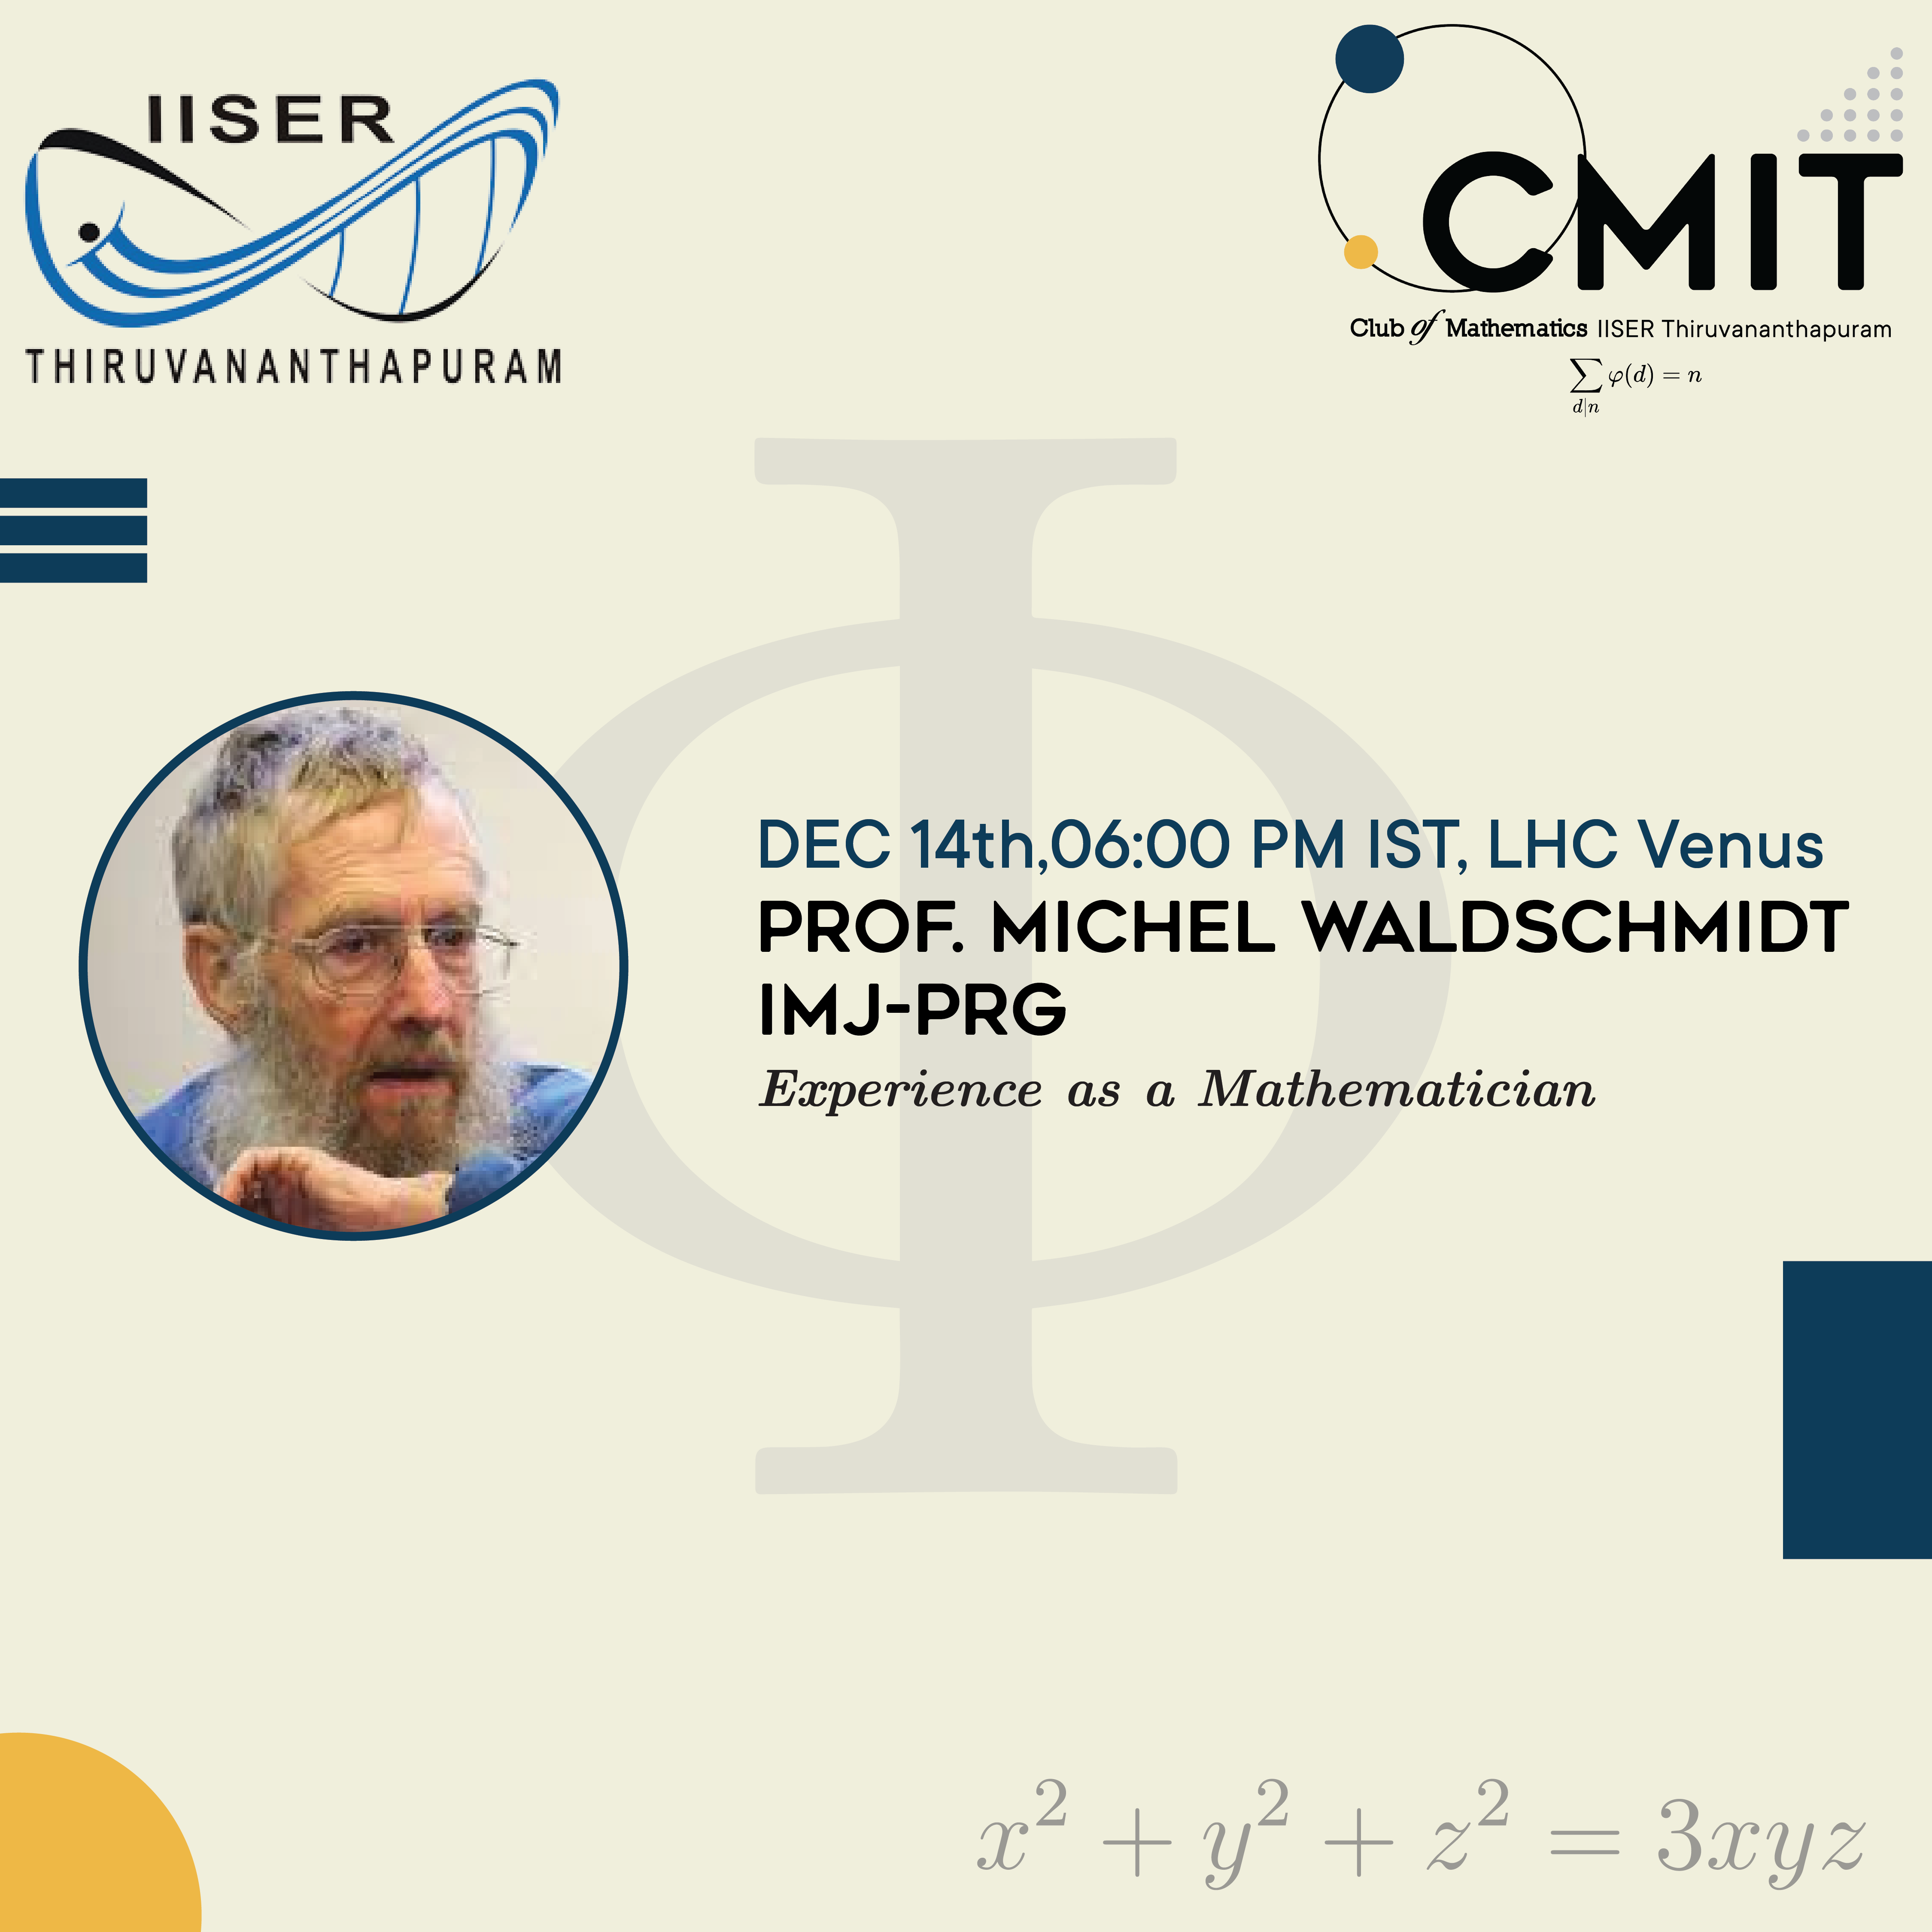 IISER
THIRUVANANTHAPURAM
CMIT
Club of Mathematics IISER Thiruvananthapuram
∑ φ(d) = n
d|n
Φ
DEC 14th,06:00 PM IST, LHC Venus
PROF. MICHEL WALDSCHMIDT
IMJ-PRG
Experience as a Mathematician
x² + y² + z² = 3xyz